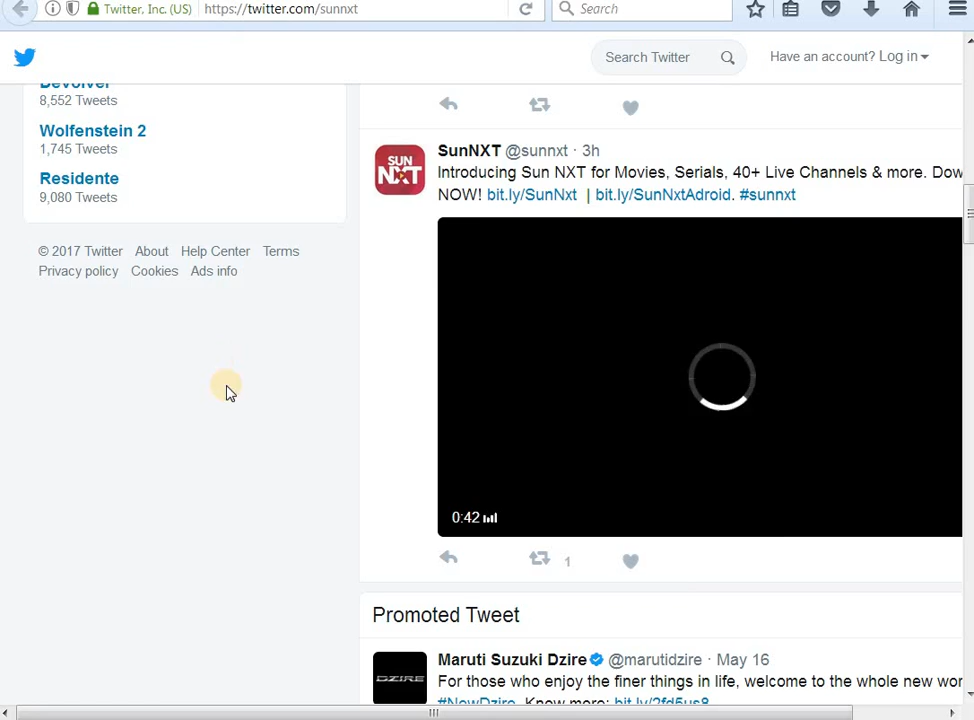 Twitter, Inc. (US)
https://twitter.com/sunnxt
Search
Search Twitter
Have an account? Log in
Devolver
8,552 Tweets
Wolfenstein 2
1,745 Tweets
Residente
9,080 Tweets
© 2017 Twitter About Help Center Terms
Privacy policy Cookies Ads info
SUN
NXT
SunNXT @sunnxt · 3h
Introducing Sun NXT for Movies, Serials, 40+ Live Channels & more. Dow
NOW! bit.ly/SunNxt | bit.ly/SunNxtAdroid. #sunnxt
0:42
1
Promoted Tweet
DZIRE
Maruti Suzuki Dzire @marutidzire · May 16
For those who enjoy the finer things in life, welcome to the whole new wor
#NewDzire. Know more: bit.ly/2fd5us8